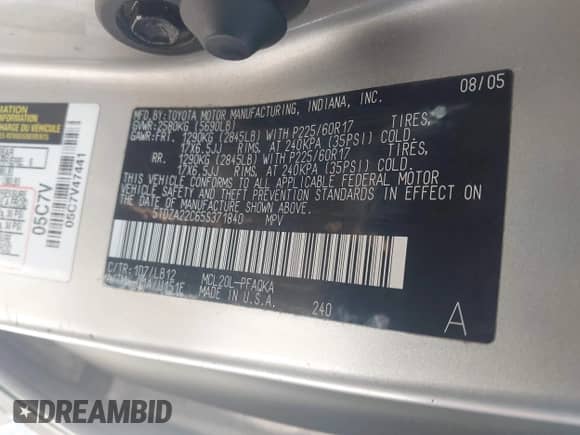 08/05
MFD.BY:TOYOTA MOTOR MANUFACTURING, INDIANA, INC.
GVWR:2580KG (5690LB)
GAWR:FRT. 1290KG (2845LB) WITH P225/60R17 TIRES,
17X6.5JJ RIMS, AT 240KPA (35PSI) COLD.
RR. 1290KG (2845LB) WITH P225/60R17 TIRES,
17X6.5JJ RIMS, AT 240KPA (35PSI) COLD.
THIS VEHICLE CONFORMS TO ALL APPLICABLE FEDERAL MOTOR
VEHICLE SAFETY AND THEFT PREVENTION STANDARDS IN EFFECT ON
THE DATE OF MANUFACTURE SHOWN ABOVE.
5TDZA22C65S371840 MPV
C/TR:1D7/LB12
MCL20L-PFAQKA
MADE IN U.S.A.
240
A
05C7V
05C7V47441
DREAMBID